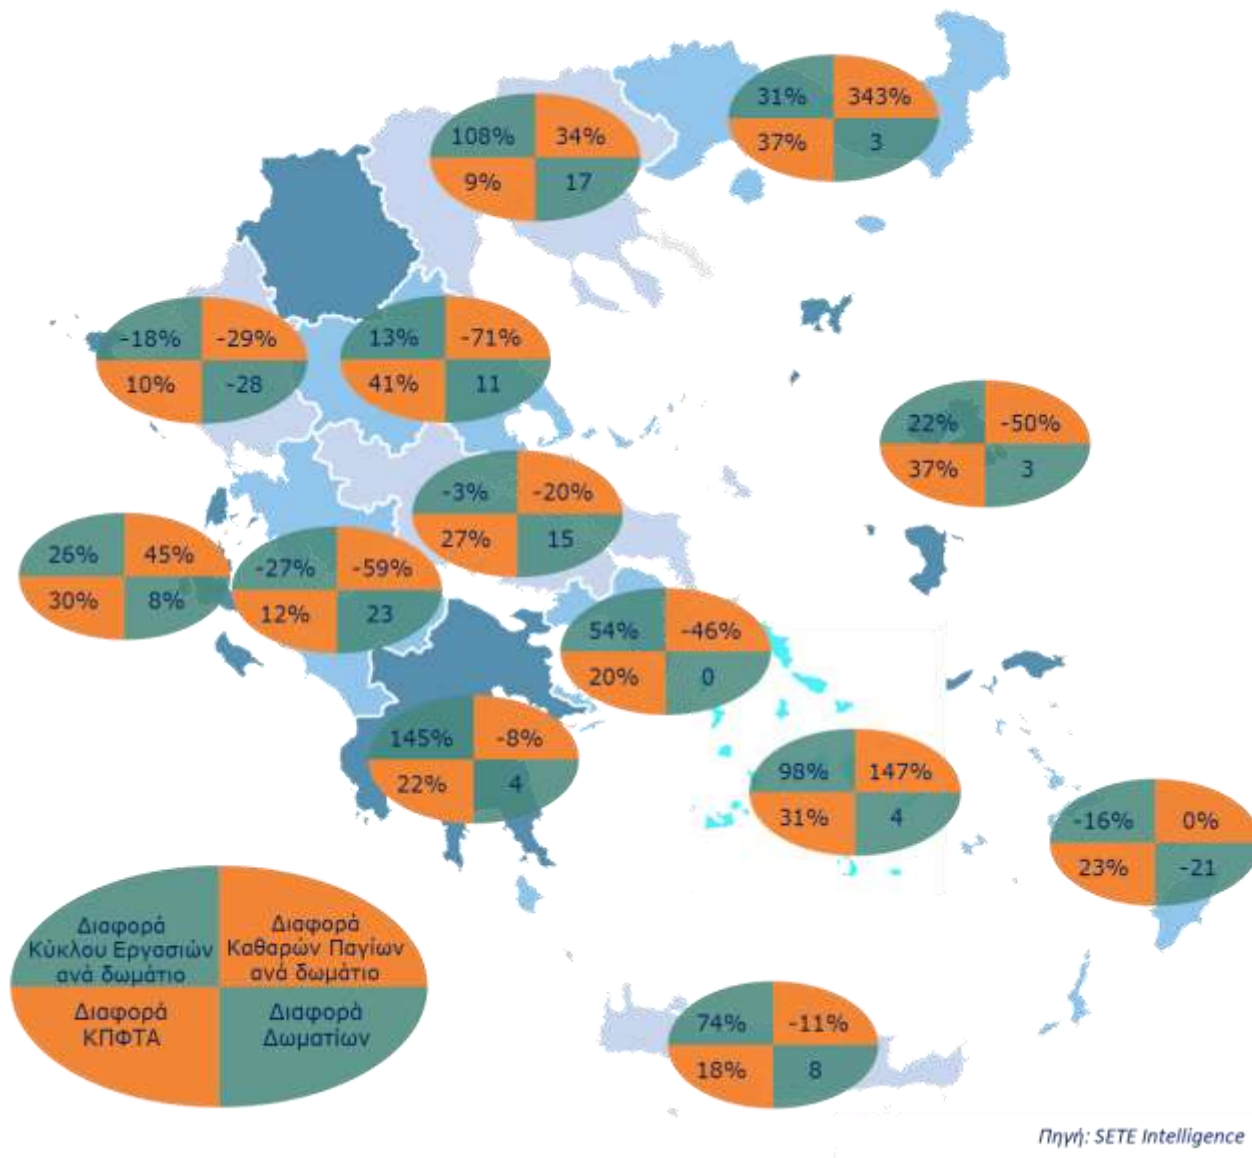 31% 343%
37% 3
108% 34%
9% 17
-18% -29%
10% -28
13% -71%
41% 11
22% -50%
37% 3
-3% -20%
27% 15
26% 45%
30% 8%
-27% -59%
12% 23
54% -46%
20% 0
145% -8%
22% 4
98% 147%
31% 4
-16% 0%
23% -21
Διαφορά
Κύκλου Εργασιών
ανά δωμάτιο
Διαφορά
Καθαρών Παγίων
ανά δωμάτιο
Διαφορά
ΚΠΦΤΑ
Διαφορά
Δωματίων
74% -11%
18% 8
Πηγή: SETE Intelligence